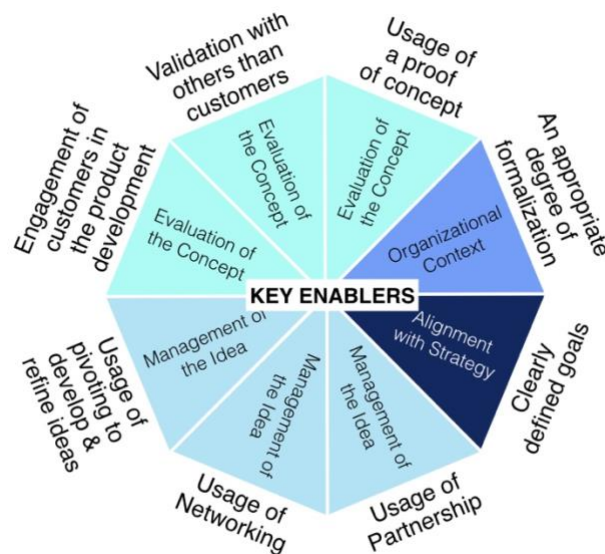 Usage of
a proof
of concept
An appropriate
degree of
formalization
Clearly
defined goals
Usage of
Partnership
Usage of
Networking
Usage of
pivoting to
develop &
refine ideas
Engagement of
customers in
the product
development
Validation with
others than
customers
Evaluation of
the Concept
Organizational
Context
Alignment
with Strategy
Management of
the Idea
Management of
the Idea
Management of
the Idea
Evaluation of
the Concept
Evaluation of
the Concept
KEY ENABLERS